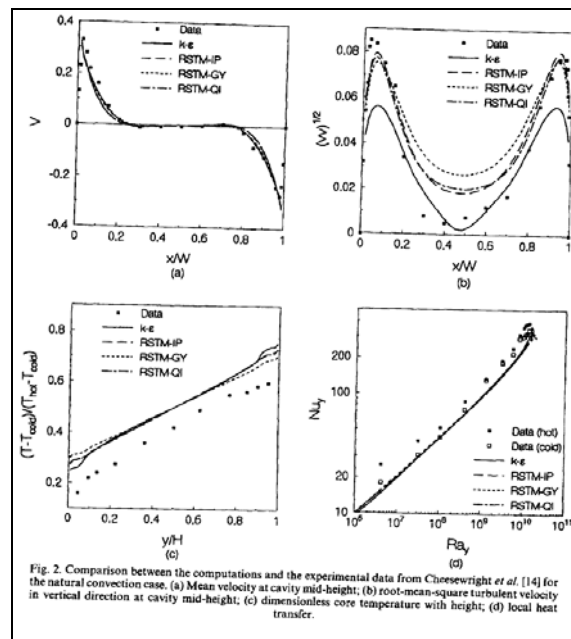 0.4
0.2
0
-0.2
-0.4
V
Data
k-ε
RSTM-IP
RSTM-GY
RSTM-QI
0 0.2 0.4 0.6 0.8 1
x/W
(a)
0.08
0.06
0.04
0.02
0
(vv)^1/2
Data
k-ε
RSTM-IP
RSTM-GY
RSTM-QI
0 0.2 0.4 0.6 0.8 1
x/W
(b)
0.8
0.6
0.4
0.2
(T-Tcold)/(Thot-Tcold)
Data
k-ε
RSTM-IP
RSTM-GY
RSTM-QI
0 0.2 0.4 0.6 0.8 1
y/H
(c)
200
100
20
10
Nuy
Data (hot)
Data (cold)
k-ε
RSTM-IP
RSTM-GY
RSTM-QI
10^6 10^7 10^8 10^9 10^10 10^11
Ray
(d)
Fig. 2. Comparison between the computations and the experimental data from Cheesewright et al. [14] for
the natural convection case. (a) Mean velocity at cavity mid-height; (b) root-mean-square turbulent velocity
in vertical direction at cavity mid-height; (c) dimensionless core temperature with height; (d) local heat
transfer.